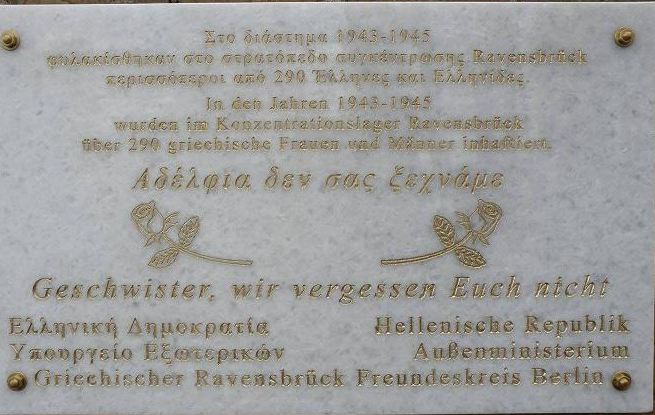 Στο διάστημα 1943-1945
φυλακίσθηκαν στο στρατόπεδο συγκέντρωσης Ravensbrück
περισσότεροι από 290 Έλληνες και Ελληνίδες.
In den Jahren 1943-1945
wurden im Konzentrationslager Ravensbrück
über 290 griechische Frauen und Männer inhaftiert.
Αδέλφια δεν σας ξεχνάμε
Geschwister, wir vergessen Euch nicht
Ελληνική Δημοκρατία Hellenische Republik
Υπουργείο Εξωτερικών Außenministerium
Griechischer Ravensbrück Freundeskreis Berlin